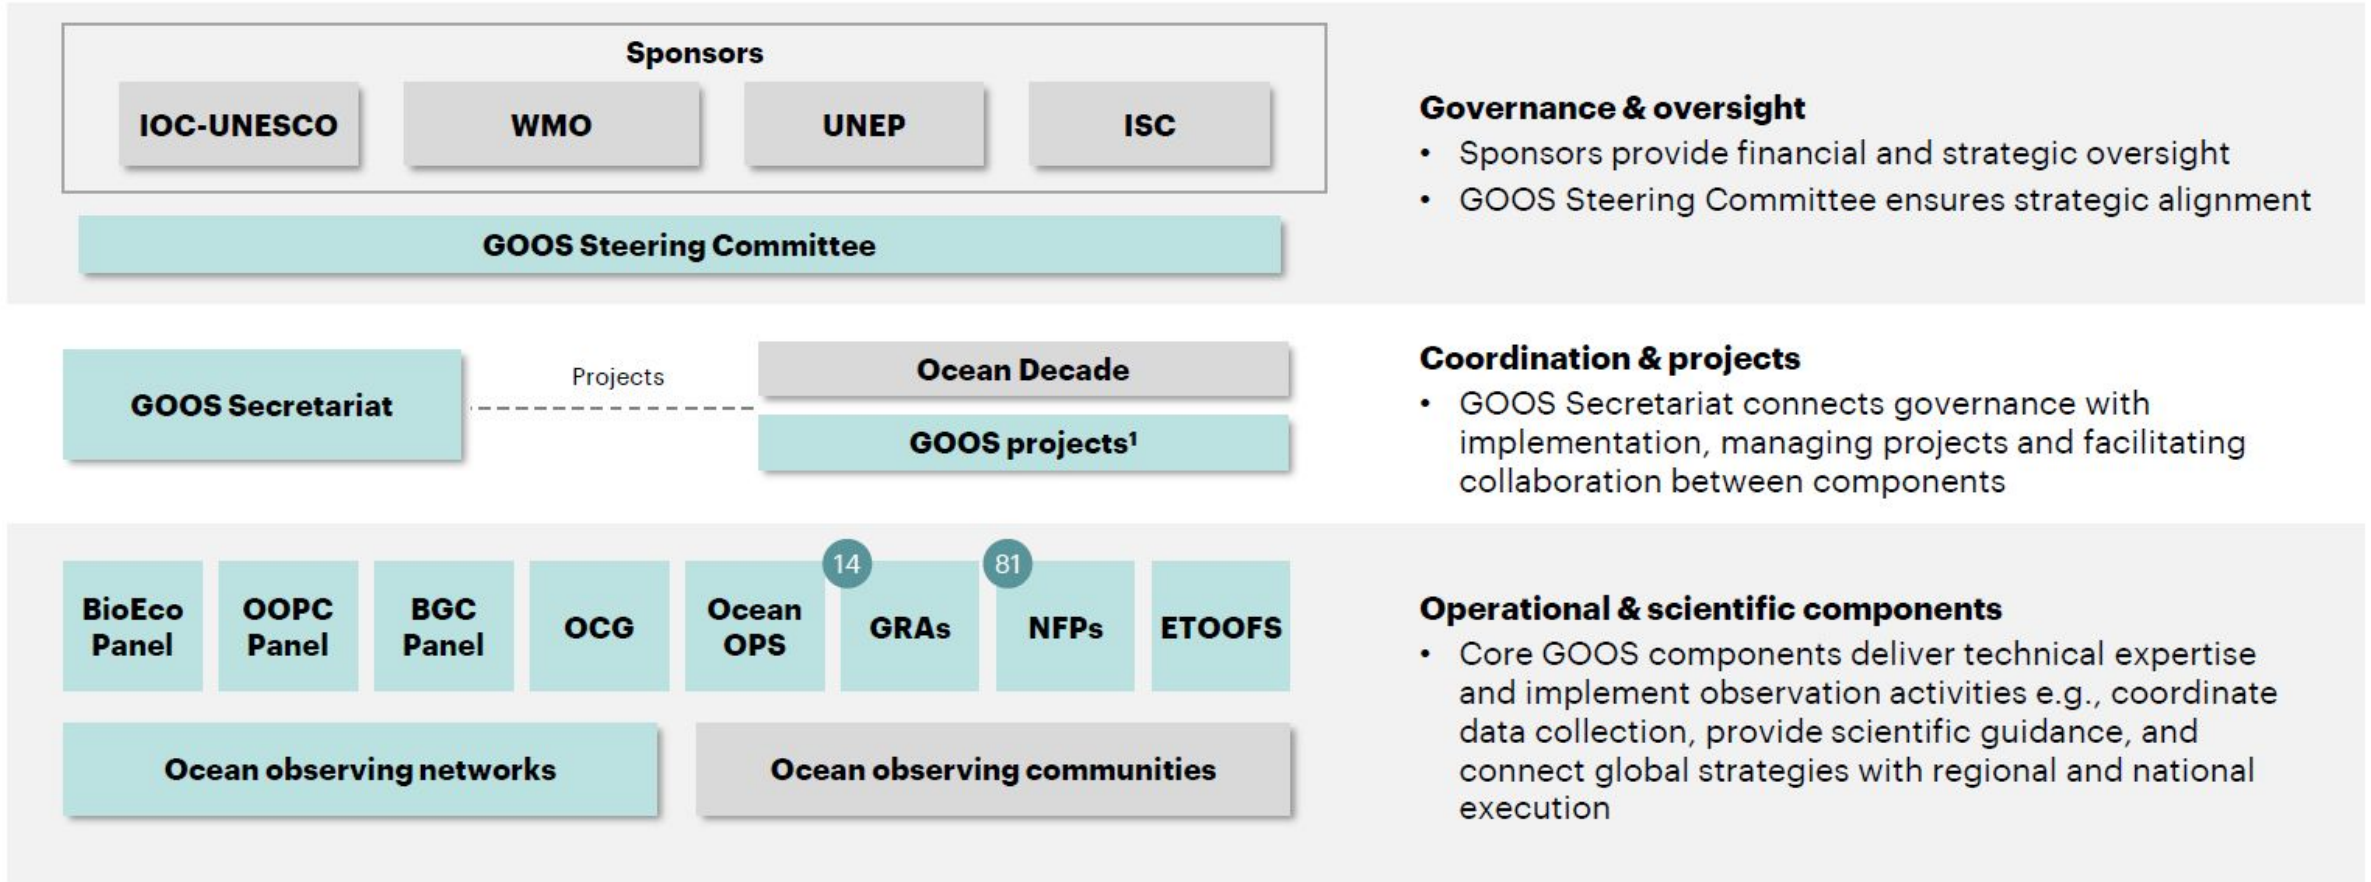 Sponsors
IOC-UNESCO
WMO
UNEP
ISC
GOOS Steering Committee
Governance & oversight
• Sponsors provide financial and strategic oversight
• GOOS Steering Committee ensures strategic alignment
GOOS Secretariat
Projects
Ocean Decade
GOOS projects¹
Coordination & projects
• GOOS Secretariat connects governance with
implementation, managing projects and facilitating
collaboration between components
BioEco
Panel
OOPC
Panel
BGC
Panel
OCG
Ocean
OPS
14
GRAs
81
NFPs
ETOOFS
Ocean observing networks
Ocean observing communities
Operational & scientific components
• Core GOOS components deliver technical expertise
and implement observation activities e.g., coordinate
data collection, provide scientific guidance, and
connect global strategies with regional and national
execution